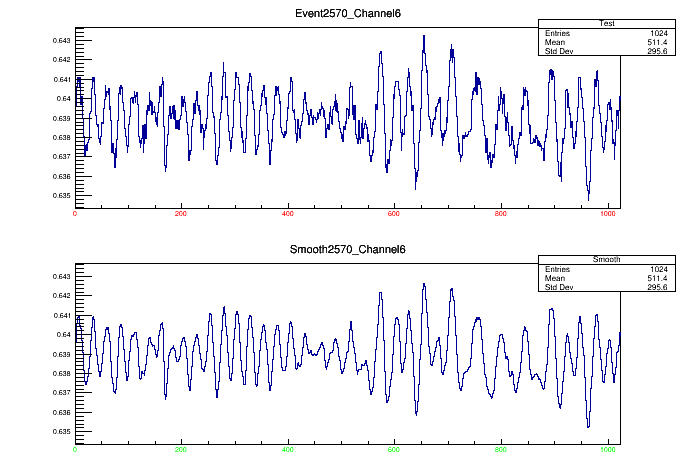 Event2570_Channel6
Test
Entries 1024
Mean 511.4
Std Dev 295.6
0.643
0.642
0.641
0.64
0.639
0.638
0.637
0.636
0.635
0 200 400 600 800 1000
Smooth2570_Channel6
Smooth
Entries 1024
Mean 511.4
Std Dev 295.6
0.643
0.642
0.641
0.64
0.639
0.638
0.637
0.636
0.635
0 200 400 600 800 1000